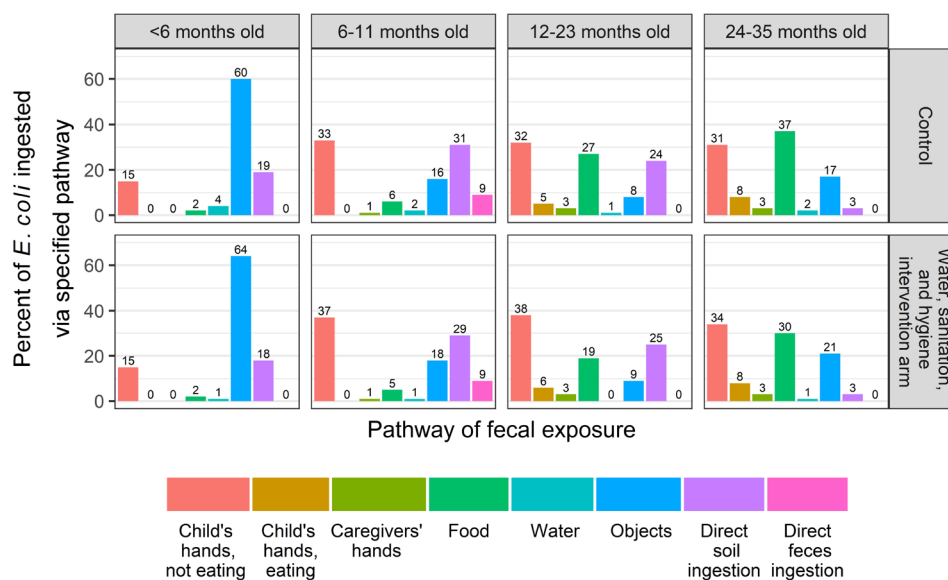 <6 months old
6-11 months old
12-23 months old
24-35 months old
Percent of E. coli ingested
via specified pathway
60
40
20
0
15
0
0
2
4
60
19
0
33
0
1
6
2
16
31
9
32
5
3
27
1
8
24
0
31
8
3
37
2
17
3
0
Control
60
40
20
0
15
0
0
2
1
64
18
0
37
0
1
5
1
18
29
9
38
6
3
19
0
9
25
0
34
8
3
30
1
21
3
0
Water, sanitation,
and hygiene
intervention arm
Pathway of fecal exposure
Child's
hands,
not eating
Child's
hands,
eating
Caregivers'
hands
Food
Water
Objects
Direct
soil
ingestion
Direct
feces
ingestion